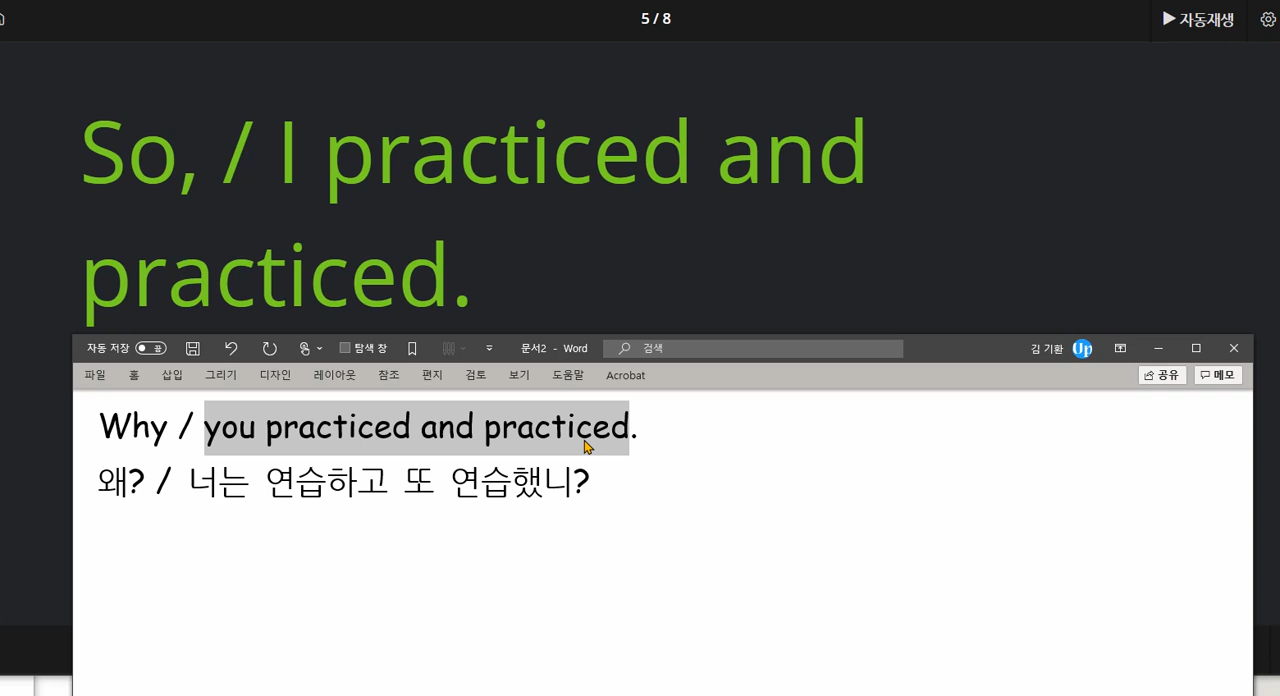 5 / 8
▶ 자동재생
So, / I practiced and
practiced.
자동 저장 끔 탐색 창 문서2 - Word 검색 김 기환 Up
파일 홈 삽입 그리기 디자인 레이아웃 참조 편지 검토 보기 도움말 Acrobat 공유 메모
Why / you practiced and practiced.
왜? / 너는 연습하고 또 연습했니?